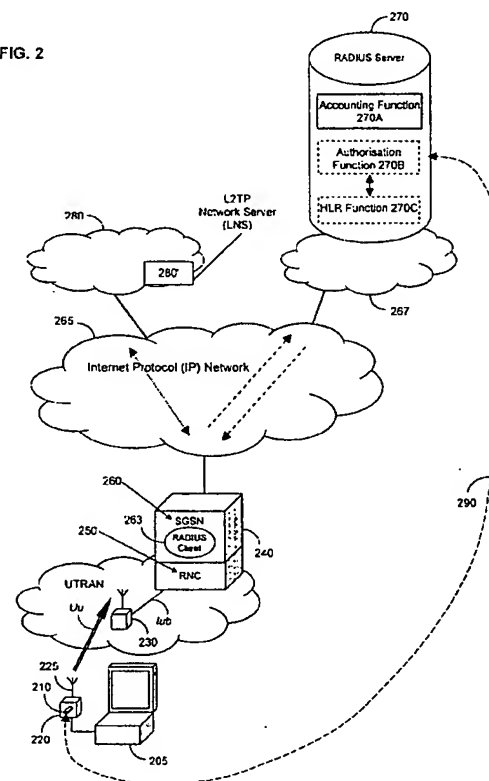 FIG. 2
270
RADIUS Server
Accounting Function
270A
Authorisation
Function 270B
HLR Function 270C
L2TP
Network Server
(LNS)
280
280'
267
265
Internet Protocol (IP) Network
290
260
SGSN
263
RADIUS
Client
250
240
RNC
UTRAN
Uu
Iub
230
225
210
220
205